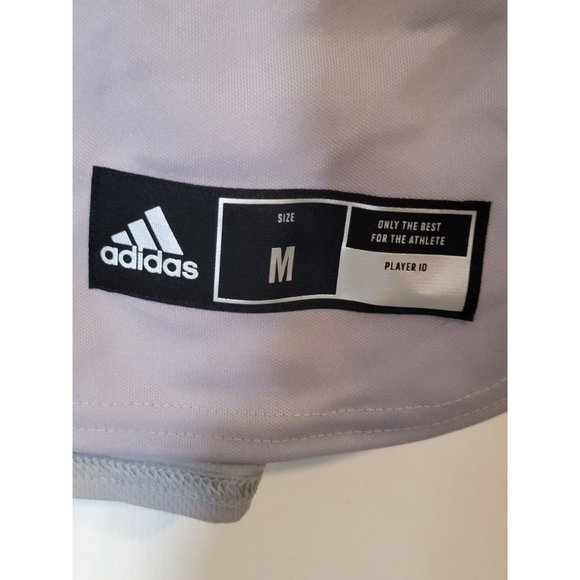 adidas
SIZE
M
ONLY THE BEST
FOR THE ATHLETE
PLAYER ID